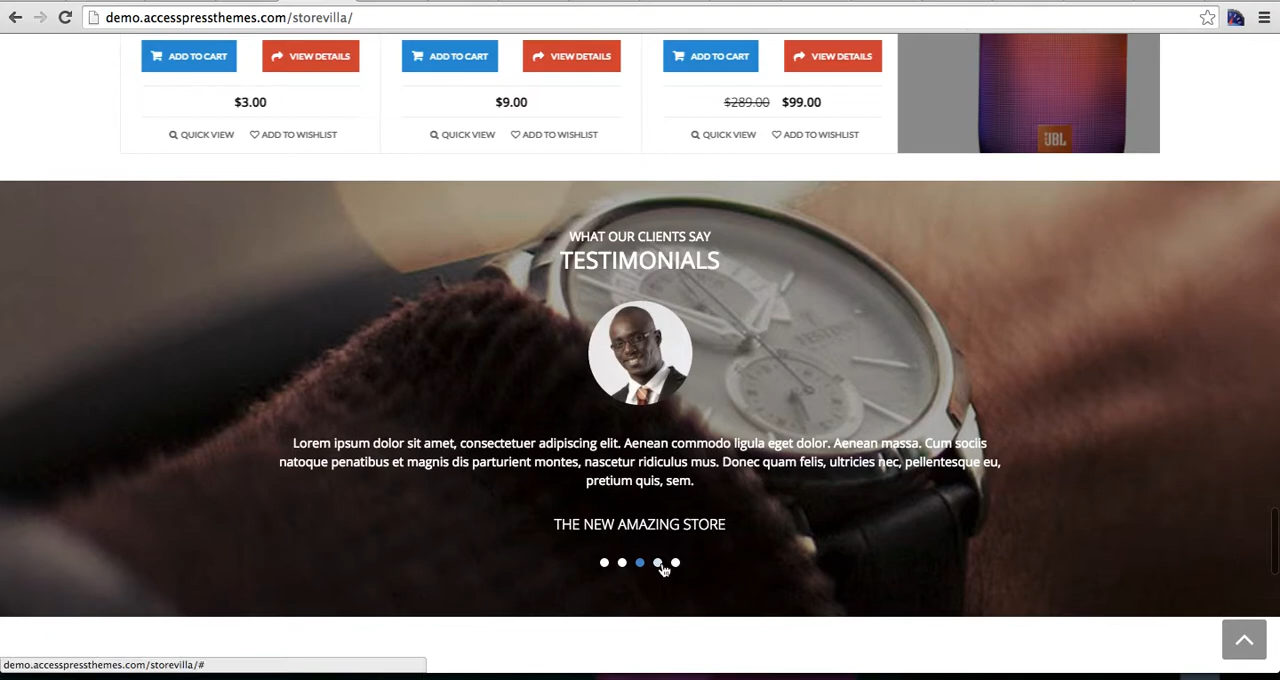 demo.accesspressthemes.com/storevilla/
ADD TO CART VIEW DETAILS ADD TO CART VIEW DETAILS ADD TO CART VIEW DETAILS
$3.00 $9.00 $289.00 $99.00
QUICK VIEW ADD TO WISHLIST QUICK VIEW ADD TO WISHLIST QUICK VIEW ADD TO WISHLIST
JBL
WHAT OUR CLIENTS SAY
TESTIMONIALS
Lorem ipsum dolor sit amet, consectetuer adipiscing elit. Aenean commodo ligula eget dolor. Aenean massa. Cum sociis
natoque penatibus et magnis dis parturient montes, nascetur ridiculus mus. Donec quam felis, ultricies nec, pellentesque eu,
pretium quis, sem.
THE NEW AMAZING STORE
demo.accesspressthemes.com/storevilla/#